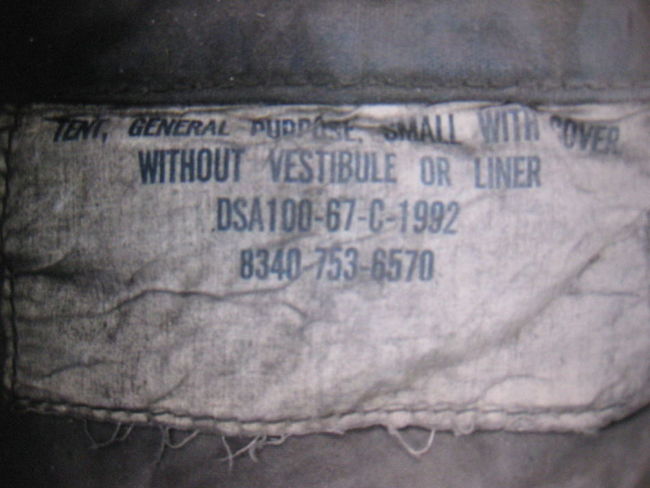 TENT, GENERAL PURPOSE, SMALL WITH COVER
WITHOUT VESTIBULE OR LINER
DSA100-67-C-1992
8340-753-6570